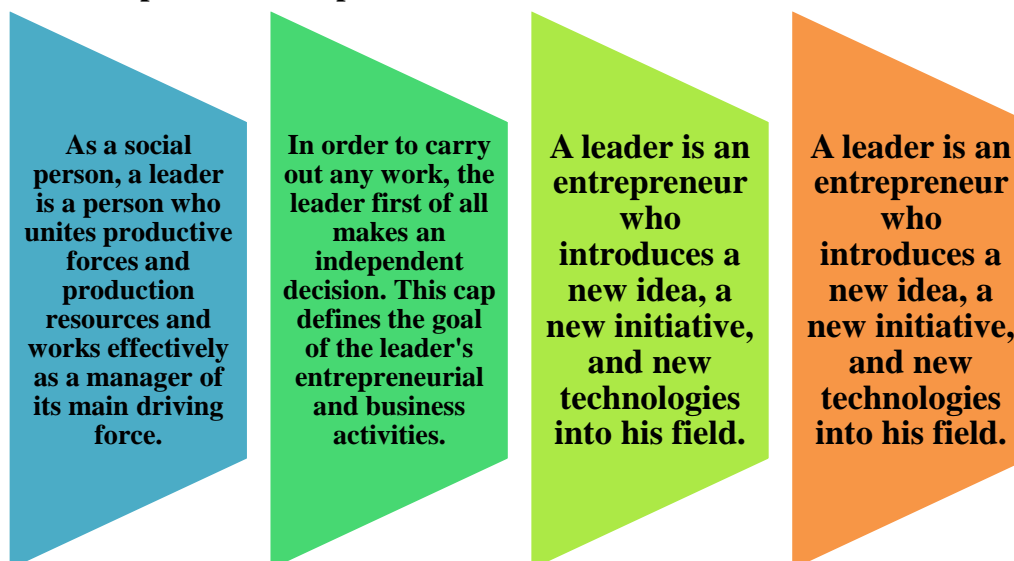 As a social
person, a leader
is a person who
unites productive
forces and
production
resources and
works effectively
as a manager of
its main driving
force.
In order to carry
out any work, the
leader first of all
makes an
independent
decision. This cap
defines the goal
of the leader's
entrepreneurial
and business
activities.
A leader is an
entrepreneur
who
introduces a
new idea, a
new initiative,
and new
technologies
into his field.
A leader is an
entrepreneur
who
introduces a
new idea, a
new initiative,
and new
technologies
into his field.